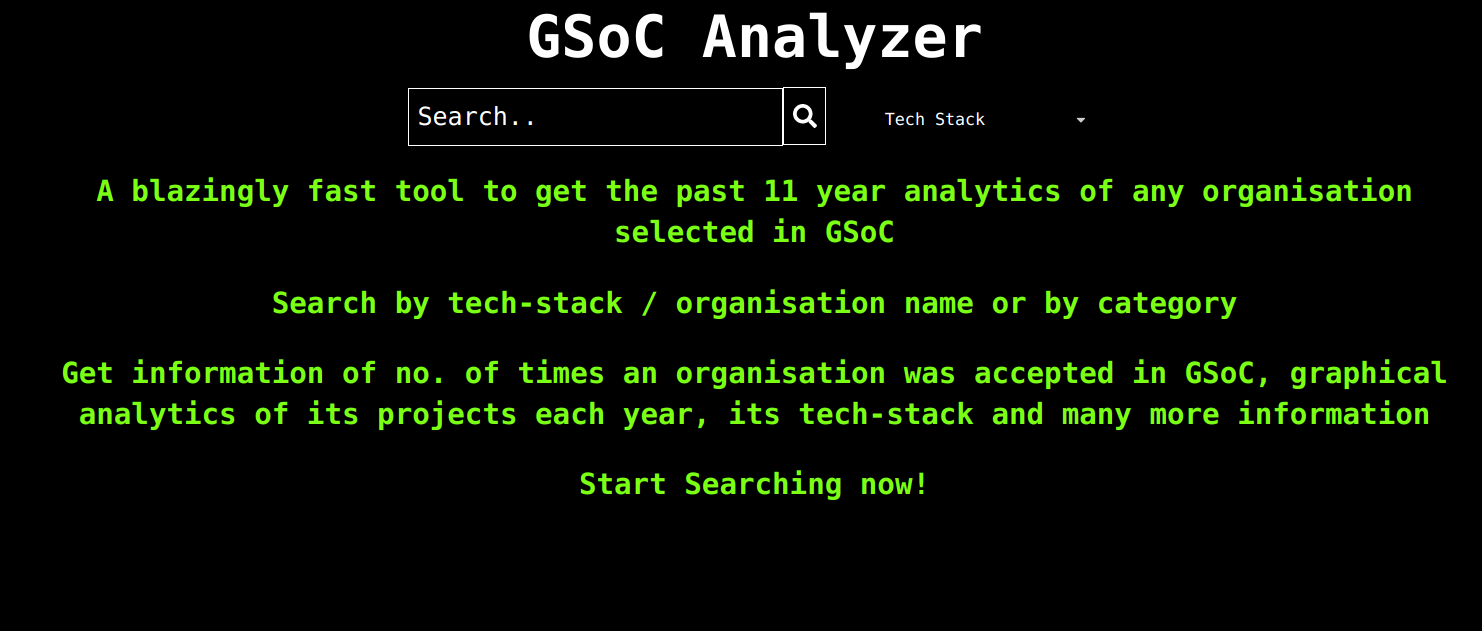 GSoC Analyzer
Search..
Tech Stack
A blazingly fast tool to get the past 11 year analytics of any organisation
selected in GSoC
Search by tech-stack / organisation name or by category
Get information of no. of times an organisation was accepted in GSoC, graphical
analytics of its projects each year, its tech-stack and many more information
Start Searching now!